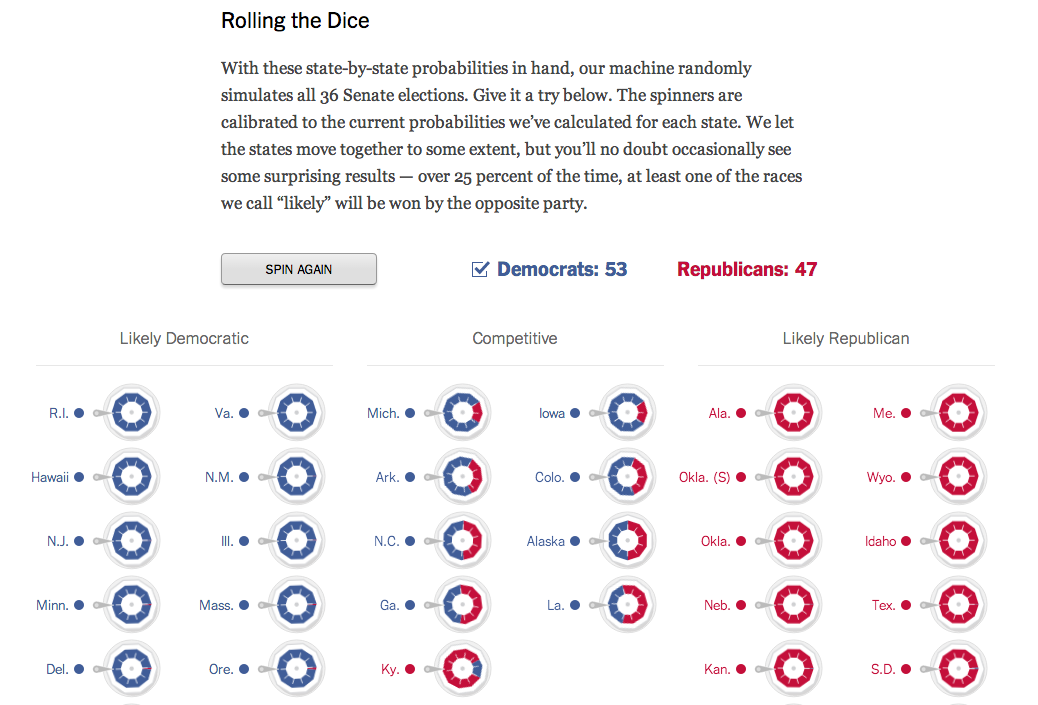 Rolling the Dice
With these state-by-state probabilities in hand, our machine randomly
simulates all 36 Senate elections. Give it a try below. The spinners are
calibrated to the current probabilities we’ve calculated for each state. We let
the states move together to some extent, but you’ll no doubt occasionally see
some surprising results — over 25 percent of the time, at least one of the races
we call “likely” will be won by the opposite party.
SPIN AGAIN Democrats: 53 Republicans: 47
Likely Democratic Competitive Likely Republican
R.I. Va. Mich. Iowa Ala. Me.
Hawaii N.M. Ark. Colo. Okla. (S) Wyo.
N.J. Ill. N.C. Alaska Okla. Idaho
Minn. Mass. Ga. La. Neb. Tex.
Del. Ore. Ky. Kan. S.D.